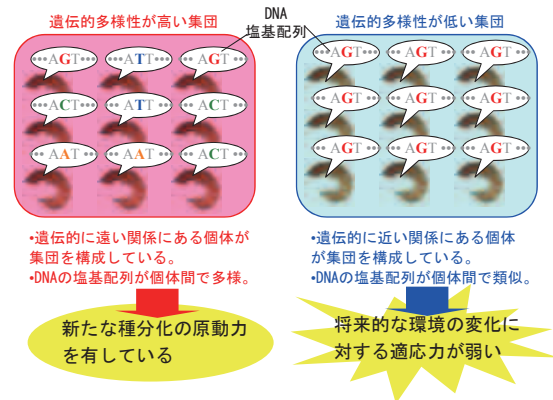 遺伝的多様性が高い集団
DNA
塩基配列
遺伝的多様性が低い集団
•••AGT••• •••ATT••• •• AGT•••
•••ACT••• •••ATT••• •• ACT•••
••• AAT••• ••• AAT••• ••• ACT•••
•••AGT••• ••• AGT••• ••• AGT•••
••• AGT••• ••• AGT••• ••• AGT•••
••• AGT••• ••• AGT••• ••• AGT•••
•遺伝的に遠い関係にある個体が
集団を構成している。
•DNAの塩基配列が個体間で多様。
•遺伝的に近い関係にある個体
が集団を構成している。
•DNAの塩基配列が個体間で類似。
新たな種分化の原動力
を有している
将来的な環境の変化に
対する適応力が弱い